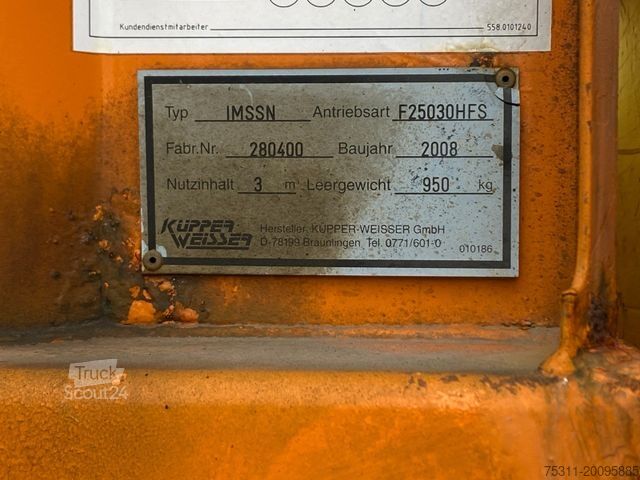 Kundendienstmitarbeiter 558.0101240
Typ IMSSN Antriebsart F25030HFS
Fabr.Nr. 280400 Baujahr 2008
Nutzinhalt 3 m³ Leergewicht 950 kg
KÜPPER WEISSER
Hersteller, KÜPPER-WEISSER GmbH
D-78199 Bräunlingen Tel. 0771/601-0 010186
Truck
Scout24
75311-20095885